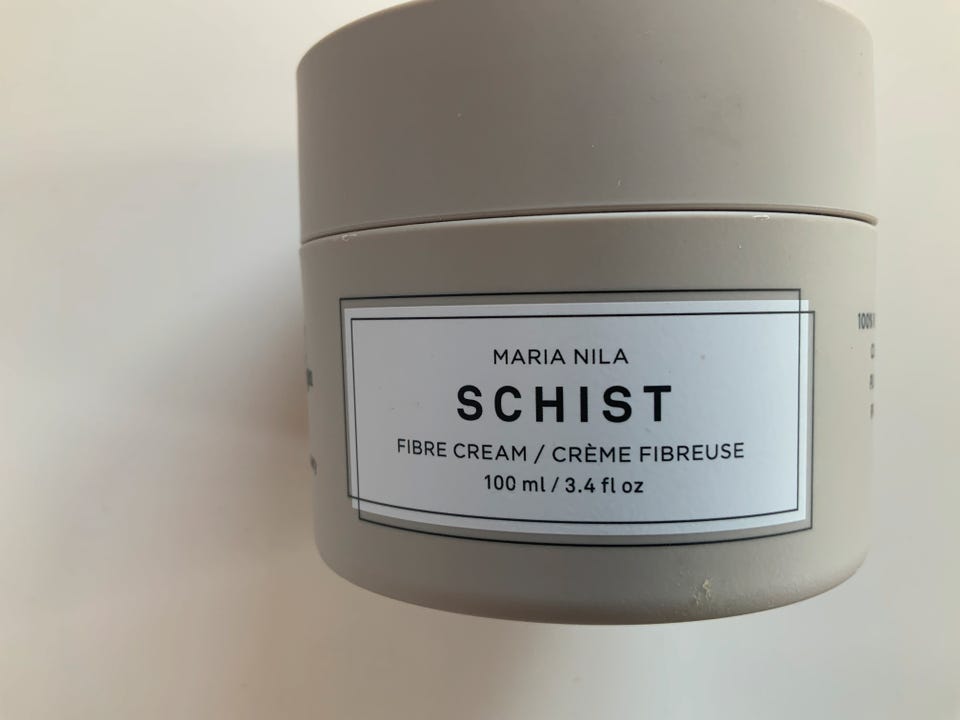 MARIA NILA
SCHIST
FIBRE CREAM / CRÈME FIBREUSE
100 ml / 3.4 fl oz